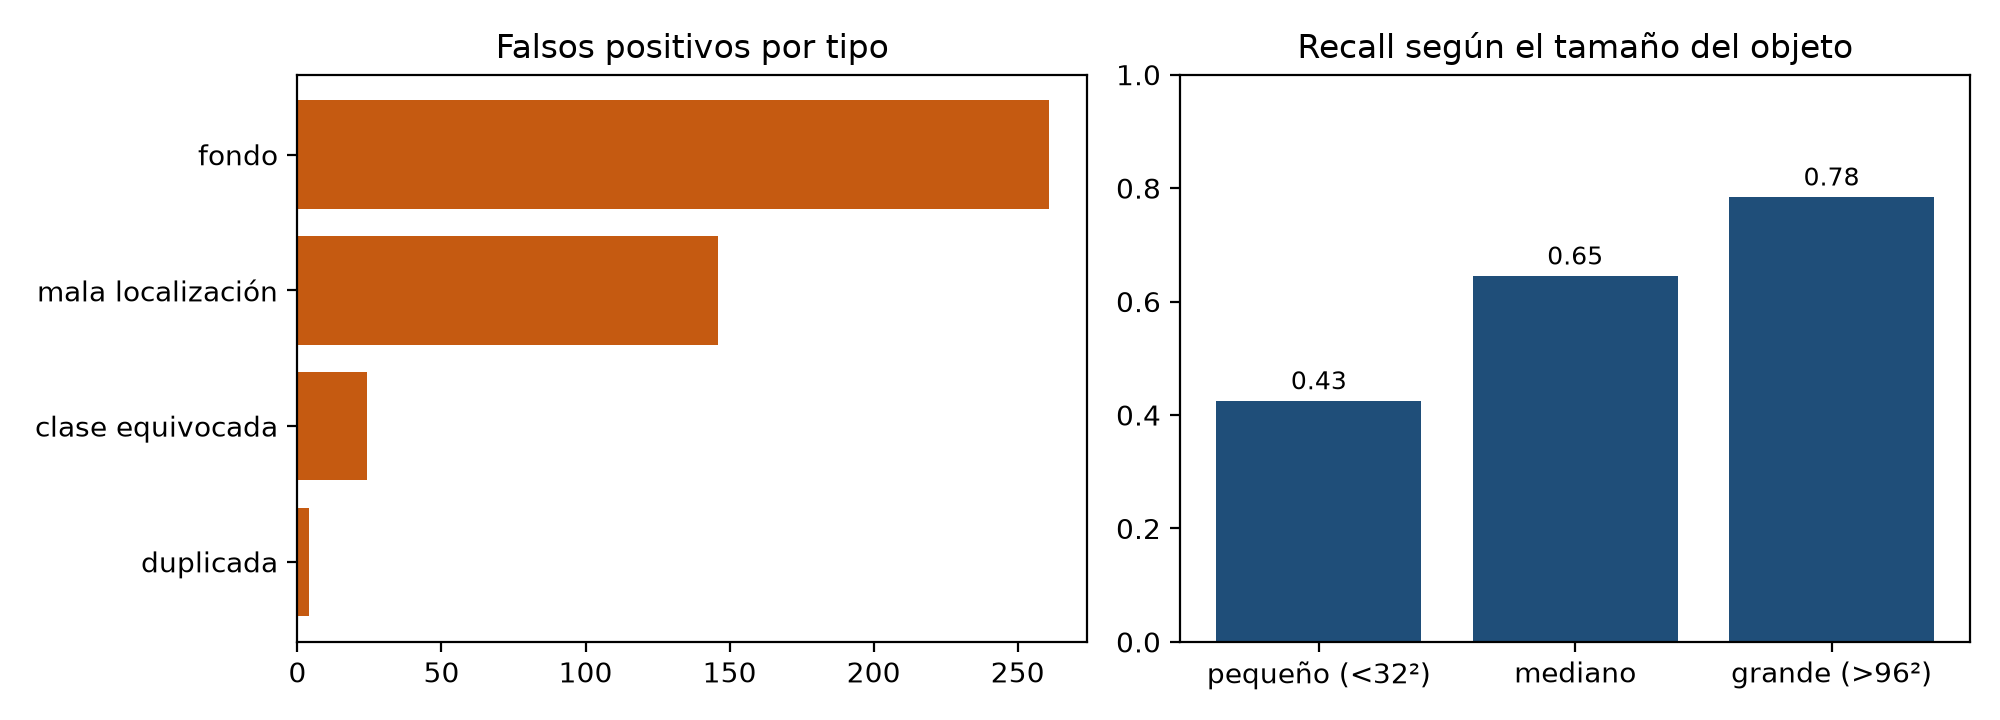 Falsos positivos por tipo
fondo
mala localización
clase equivocada
duplicada
0 50 100 150 200 250
Recall según el tamaño del objeto
1.0
0.8
0.6
0.4
0.2
0.0
0.43
0.65
0.78
pequeño (<32²) mediano grande (>96²)